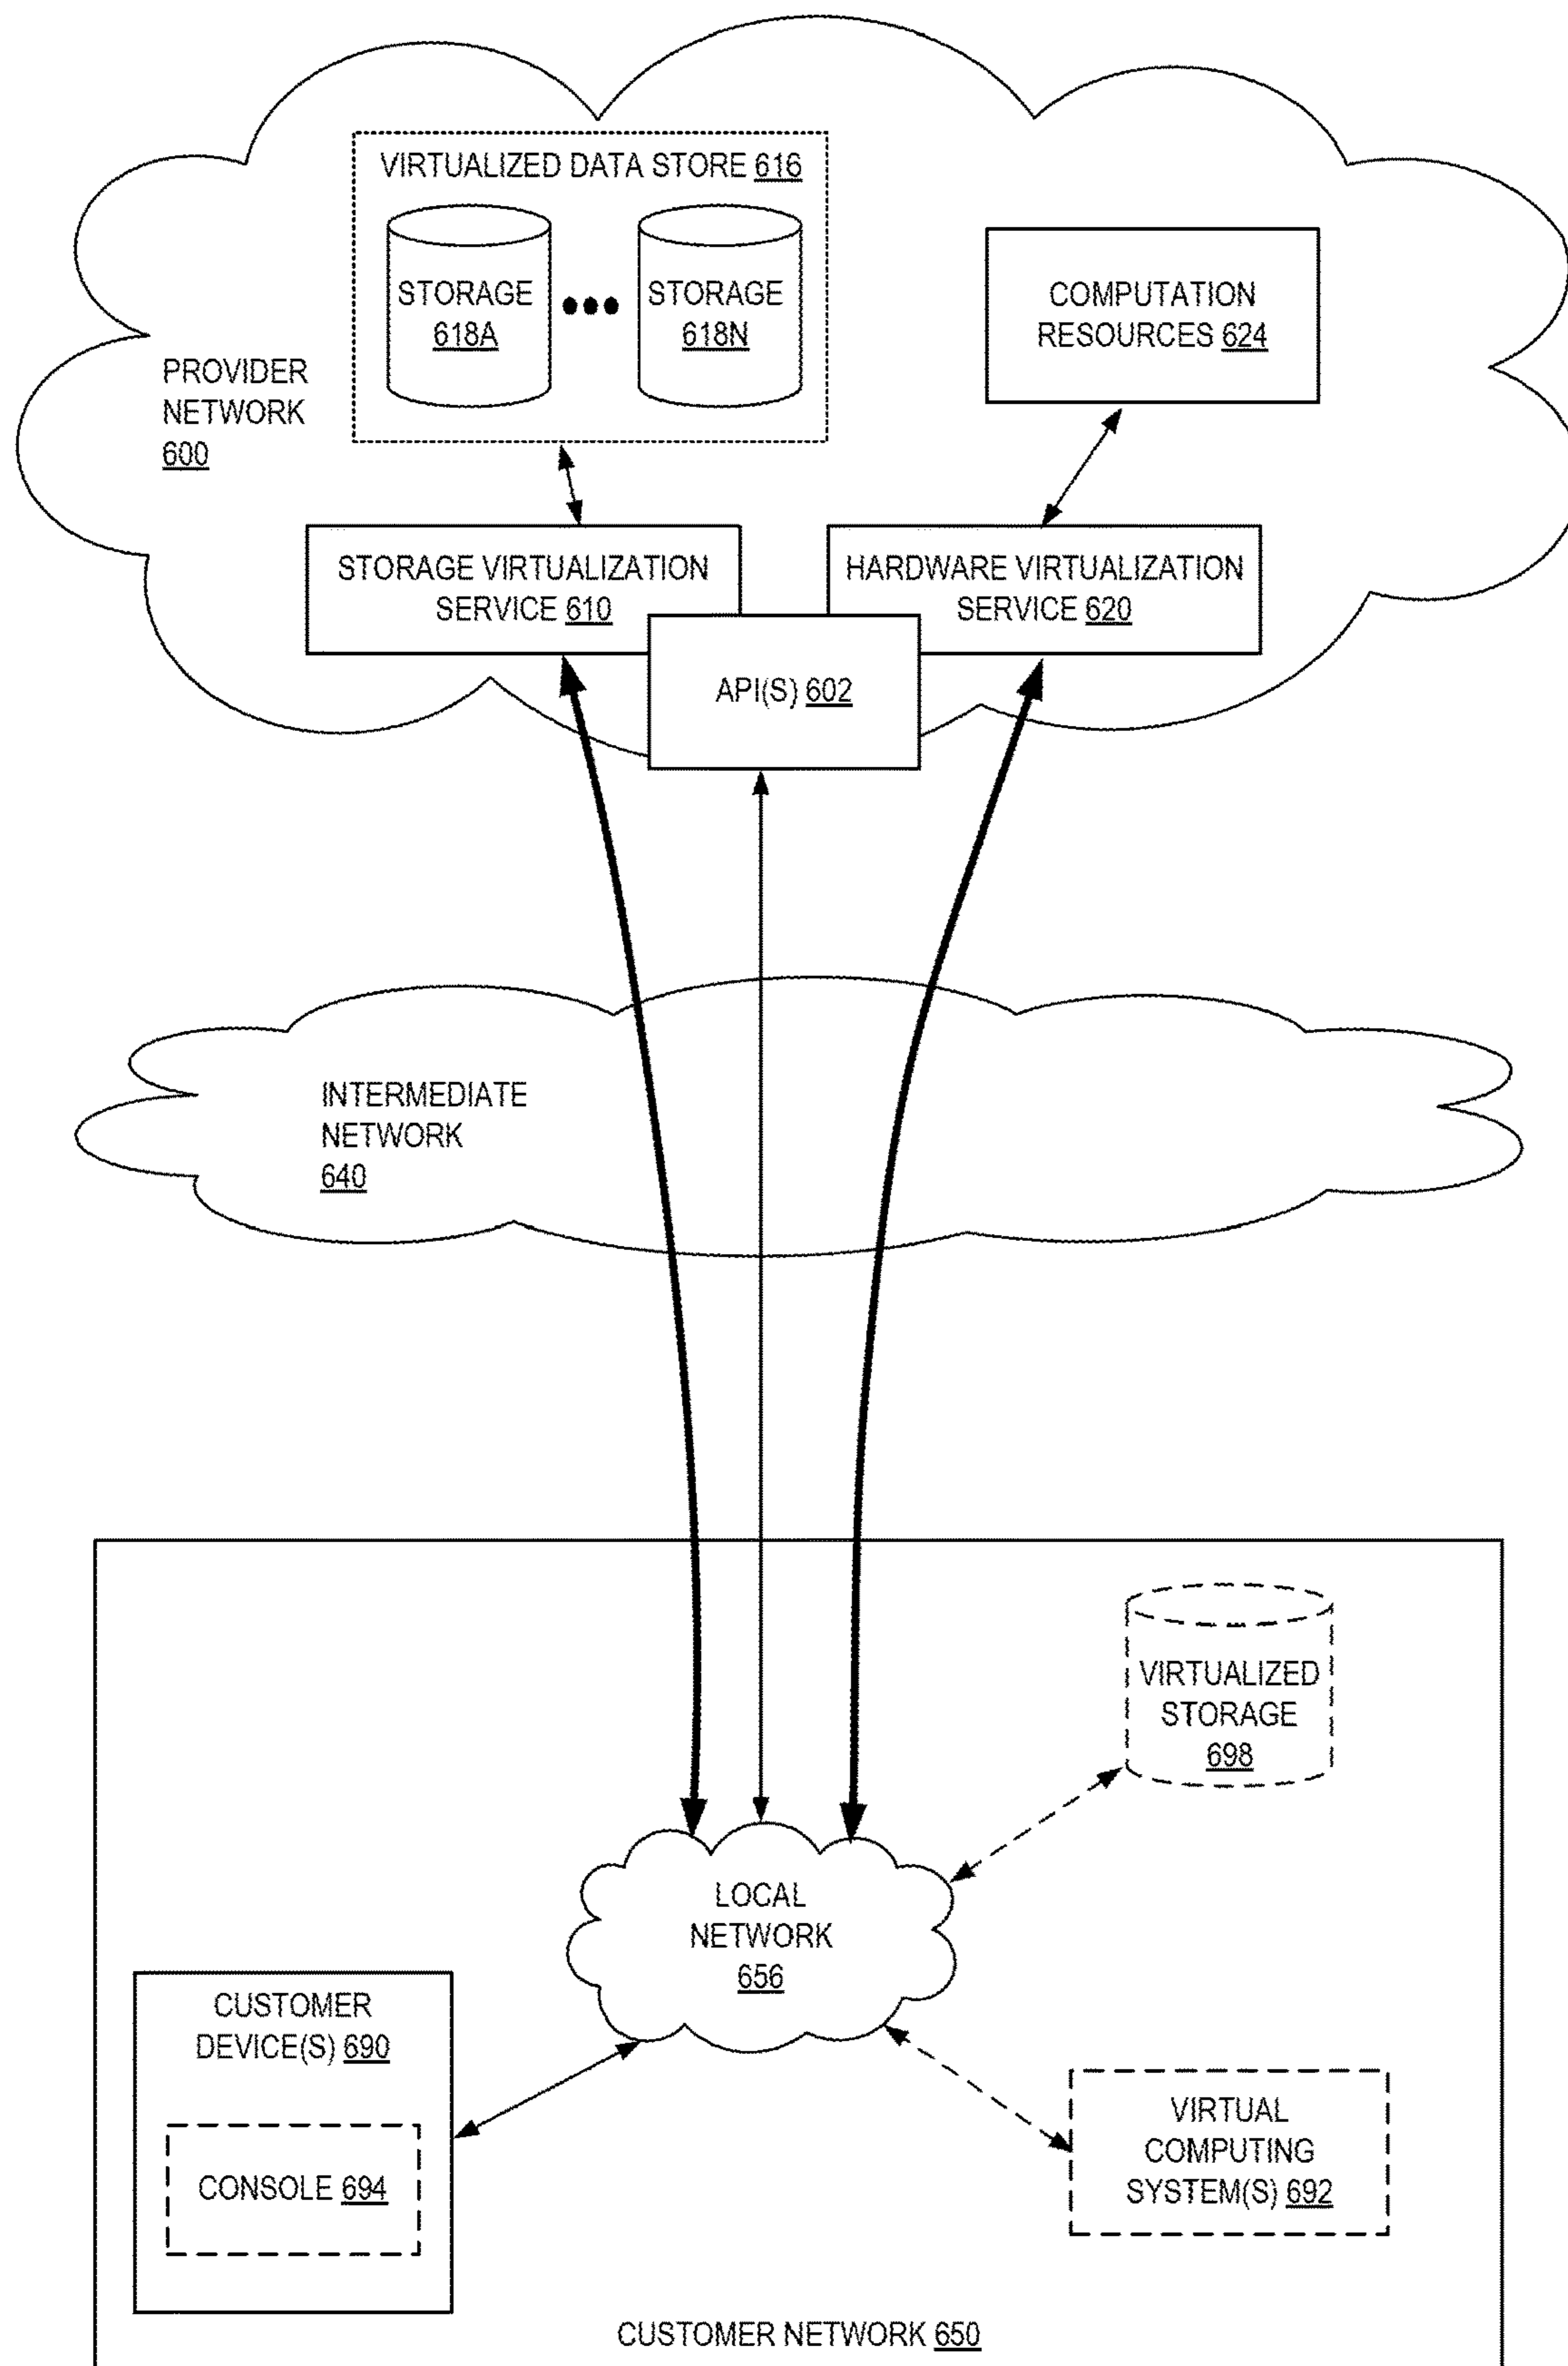 VIRTUALIZED DATA STORE 616
STORAGE
618A
STORAGE
618N
COMPUTATION
RESOURCES 624
PROVIDER
NETWORK
600
STORAGE VIRTUALIZATION
SERVICE 610
HARDWARE VIRTUALIZATION
SERVICE 620
API(S) 602
INTERMEDIATE
NETWORK
640
VIRTUALIZED
STORAGE
698
LOCAL
NETWORK
656
CUSTOMER
DEVICE(S) 690
CONSOLE 694
VIRTUAL
COMPUTING
SYSTEM(S) 692
CUSTOMER NETWORK 650